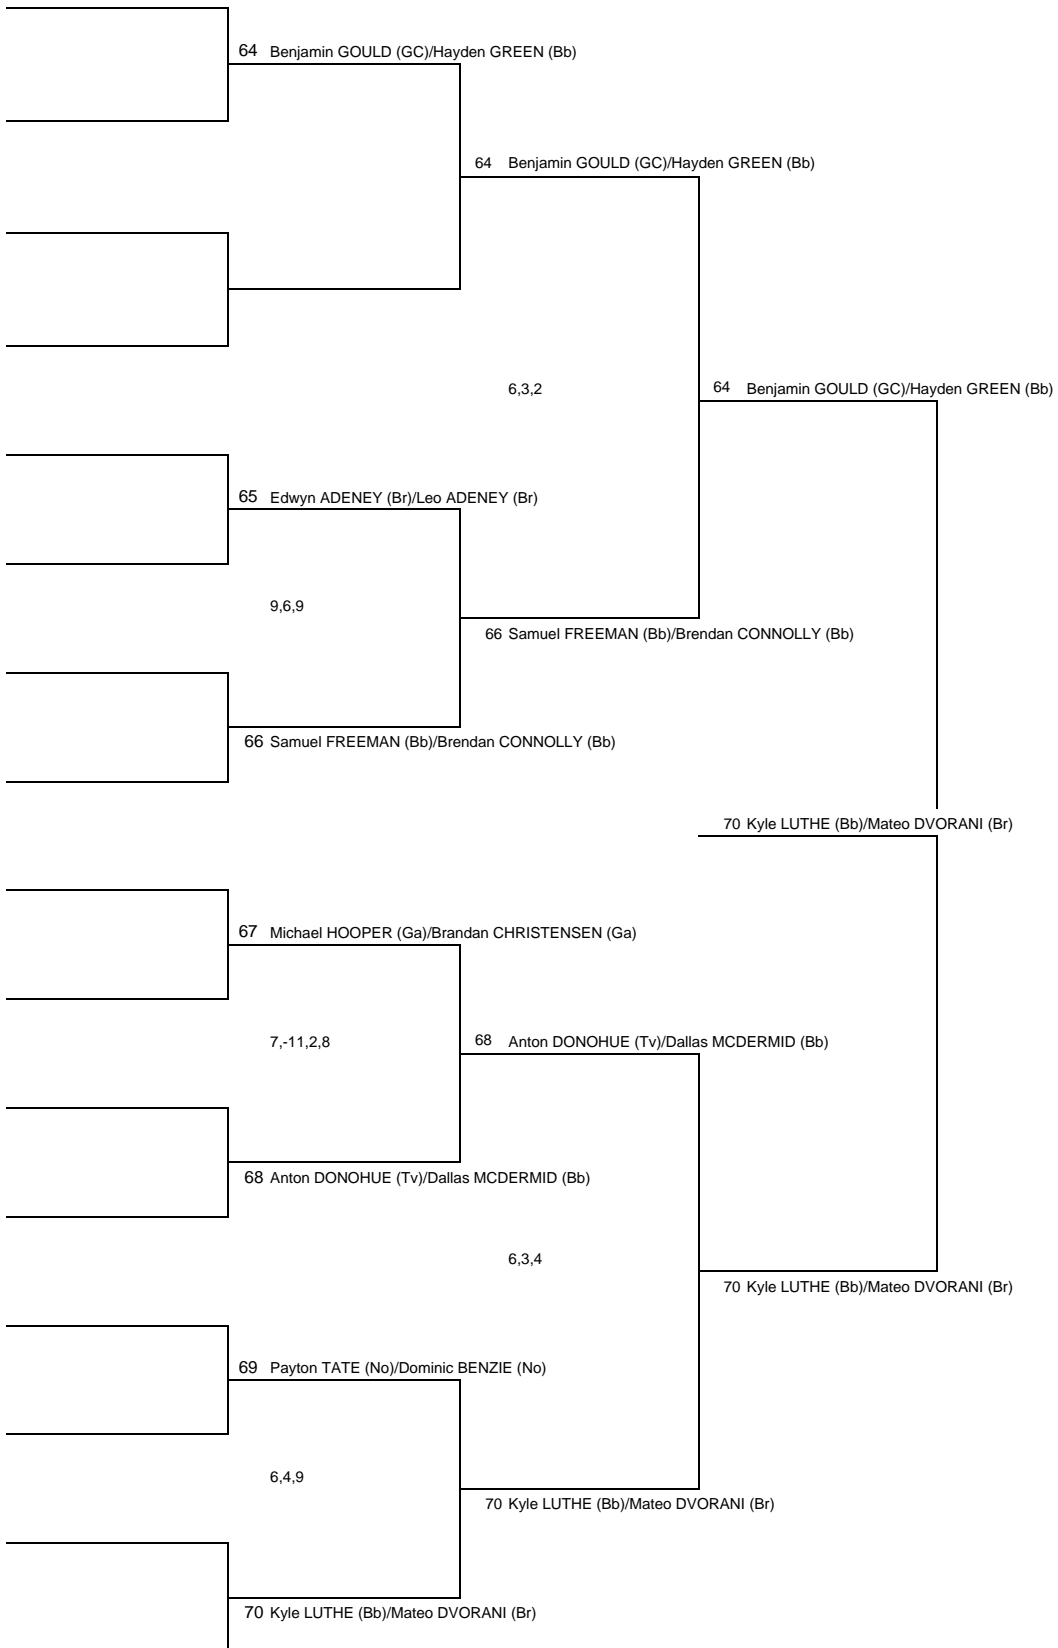 64 Benjamin GOULD (GC)/Hayden GREEN (Bb)
64 Benjamin GOULD (GC)/Hayden GREEN (Bb)
6,3,2
64 Benjamin GOULD (GC)/Hayden GREEN (Bb)
65 Edwyn ADENEY (Br)/Leo ADENEY (Br)
9,6,9
66 Samuel FREEMAN (Bb)/Brendan CONNOLLY (Bb)
66 Samuel FREEMAN (Bb)/Brendan CONNOLLY (Bb)
70 Kyle LUTHE (Bb)/Mateo DVORANI (Br)
67 Michael HOOPER (Ga)/Brandan CHRISTENSEN (Ga)
7,-11,2,8
68 Anton DONOHUE (Tv)/Dallas MCDERMID (Bb)
68 Anton DONOHUE (Tv)/Dallas MCDERMID (Bb)
6,3,4
70 Kyle LUTHE (Bb)/Mateo DVORANI (Br)
69 Payton TATE (No)/Dominic BENZIE (No)
6,4,9
70 Kyle LUTHE (Bb)/Mateo DVORANI (Br)
70 Kyle LUTHE (Bb)/Mateo DVORANI (Br)